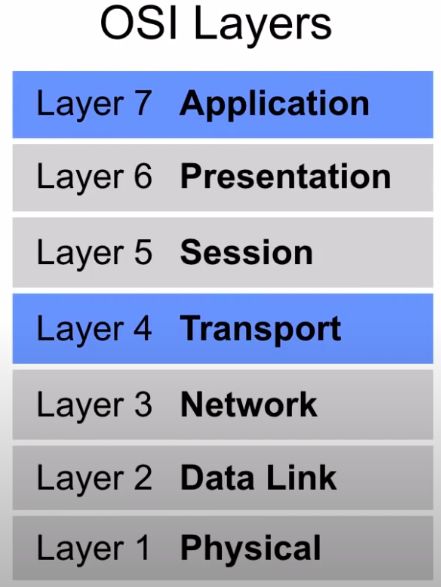 OSI Layers
Layer 7 Application
Layer 6 Presentation
Layer 5 Session
Layer 4 Transport
Layer 3 Network
Layer 2 Data Link
Layer 1 Physical